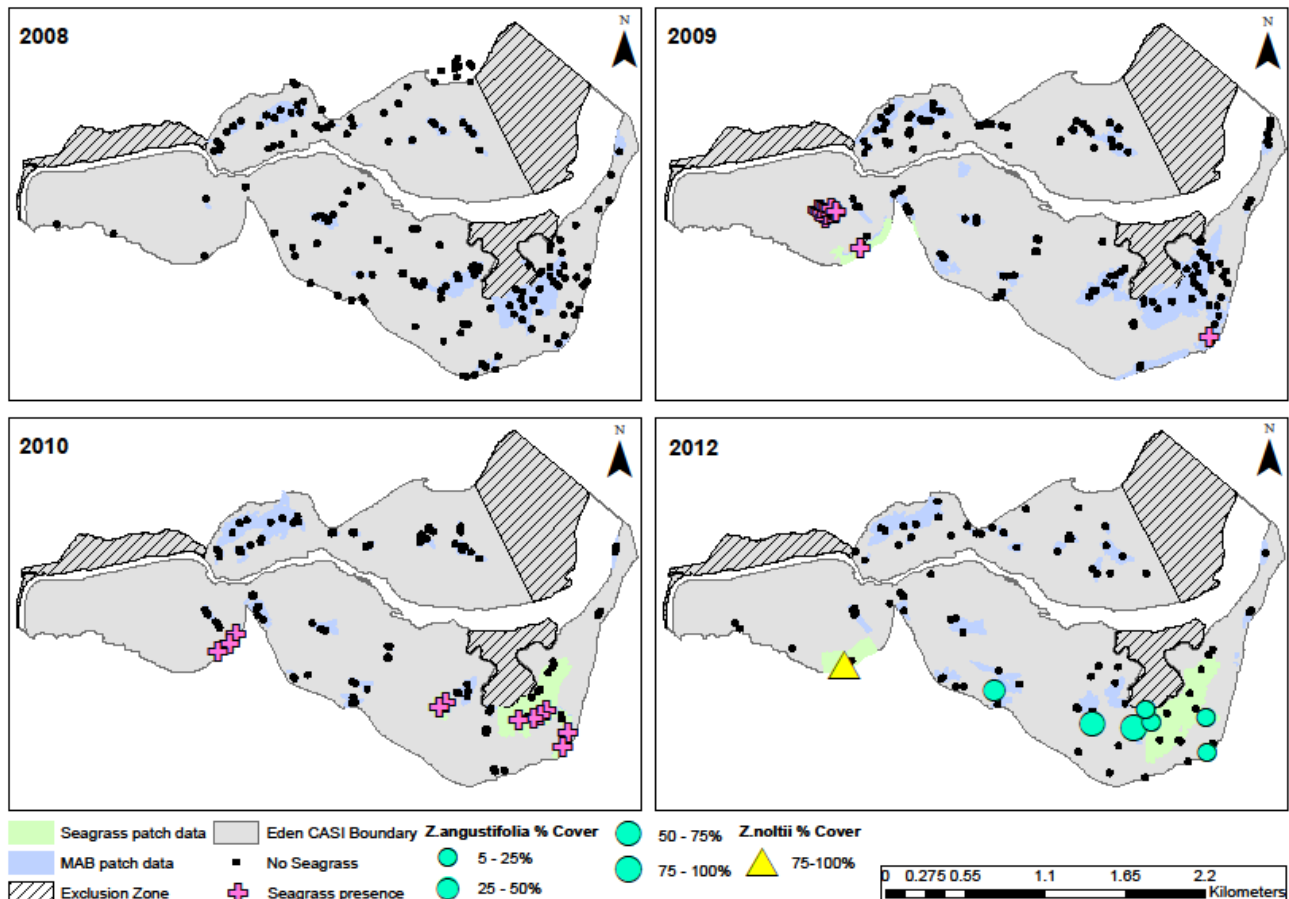 2008
N
2009
N
2010
N
2012
N
Seagrass patch data
MAB patch data
Exclusion Zone
Eden CASI Boundary
No Seagrass
Seagrass presence
Z.angustifolia % Cover
5 - 25%
25 - 50%
50 - 75%
75 - 100%
Z.noltii % Cover
75-100%
0 0.275 0.55 1.1 1.65 2.2
Kilometers